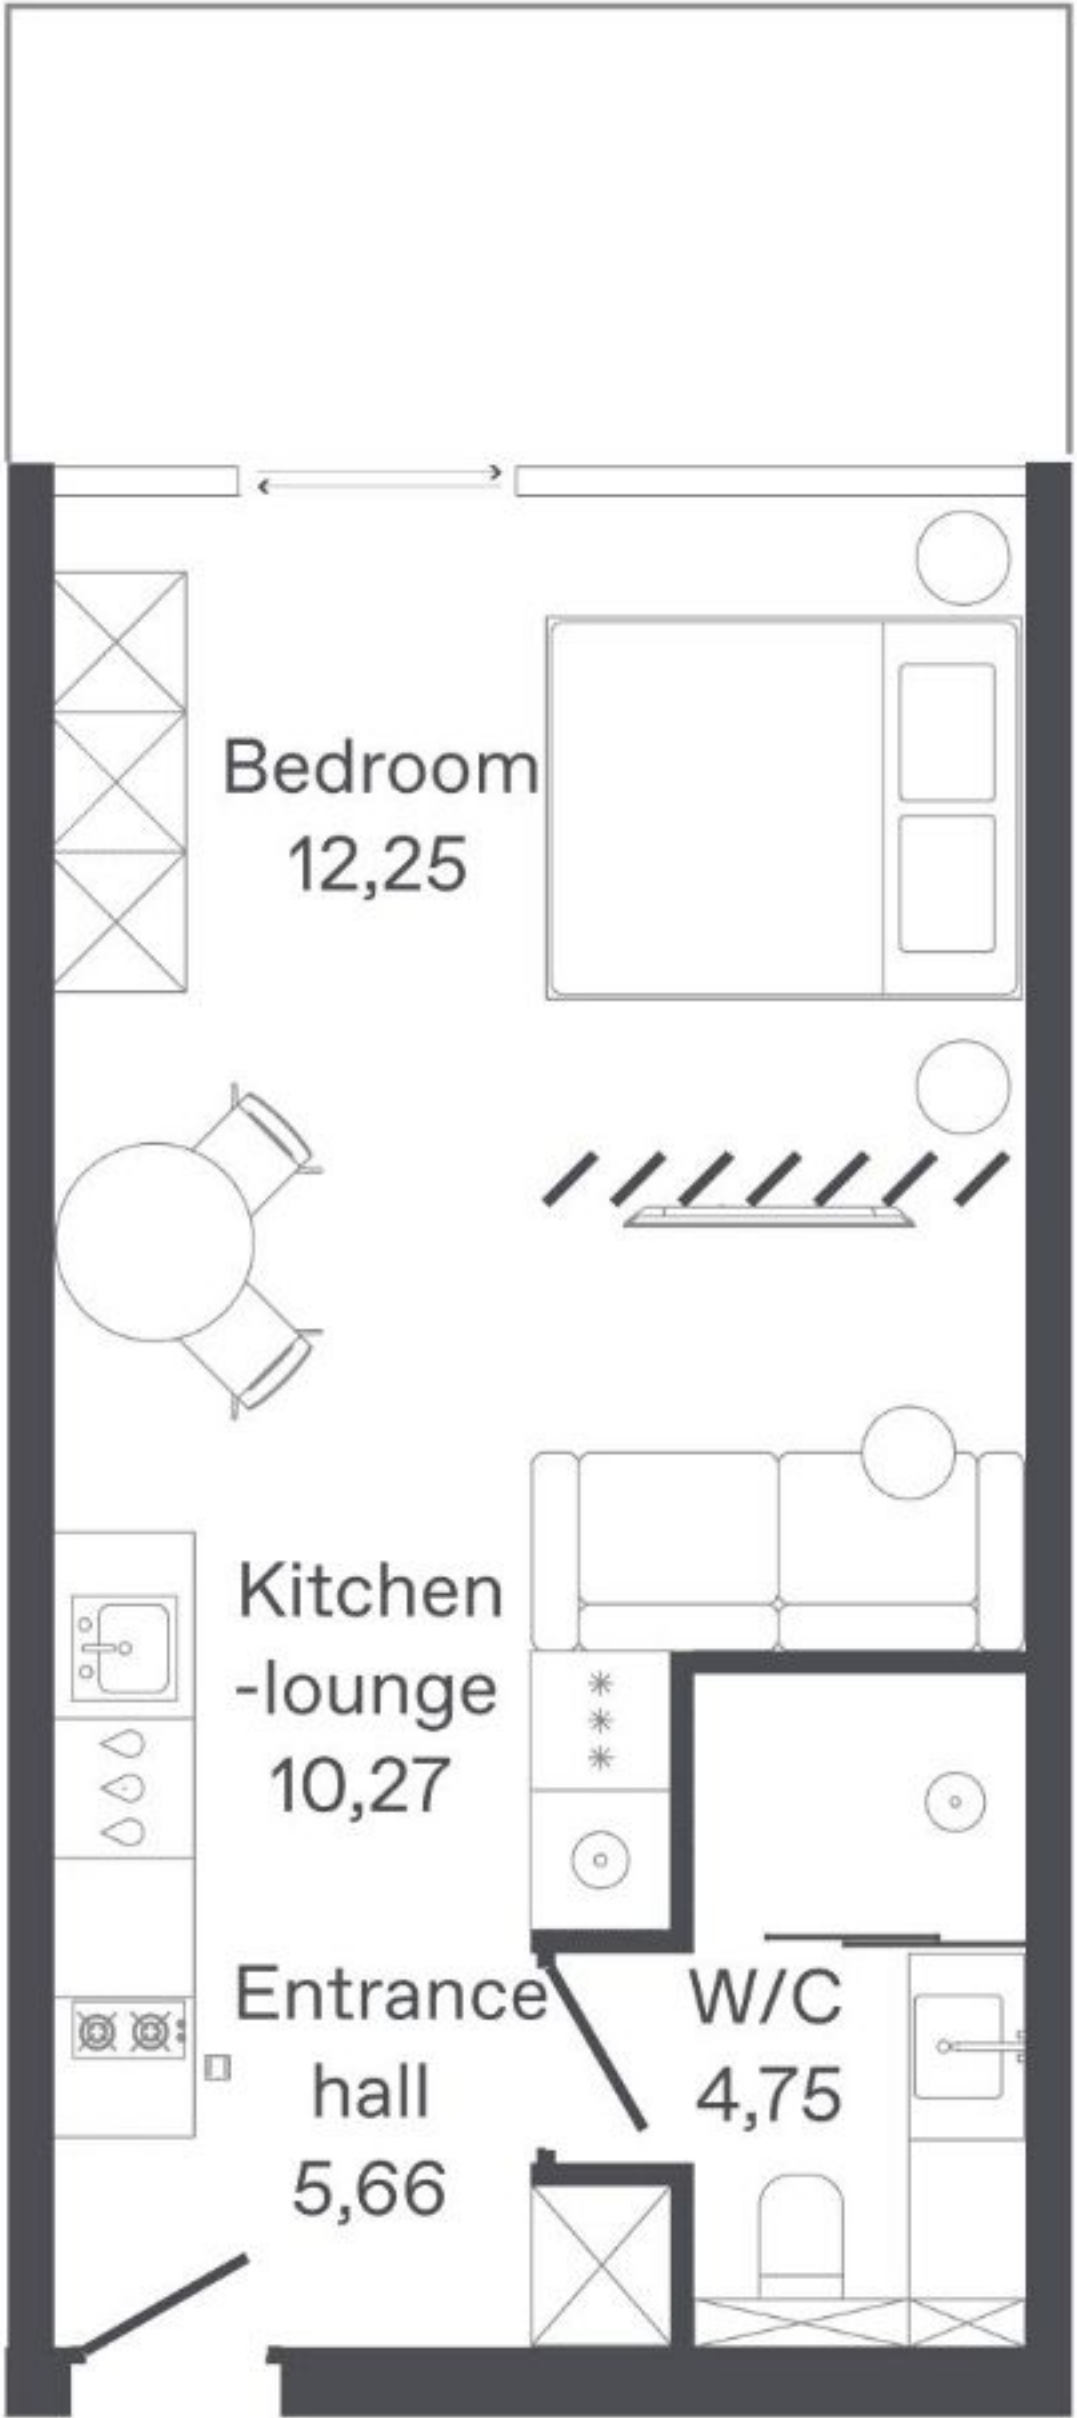 Bedroom
12,25
Kitchen
-lounge
10,27
Entrance
hall
5,66
W/C
4,75